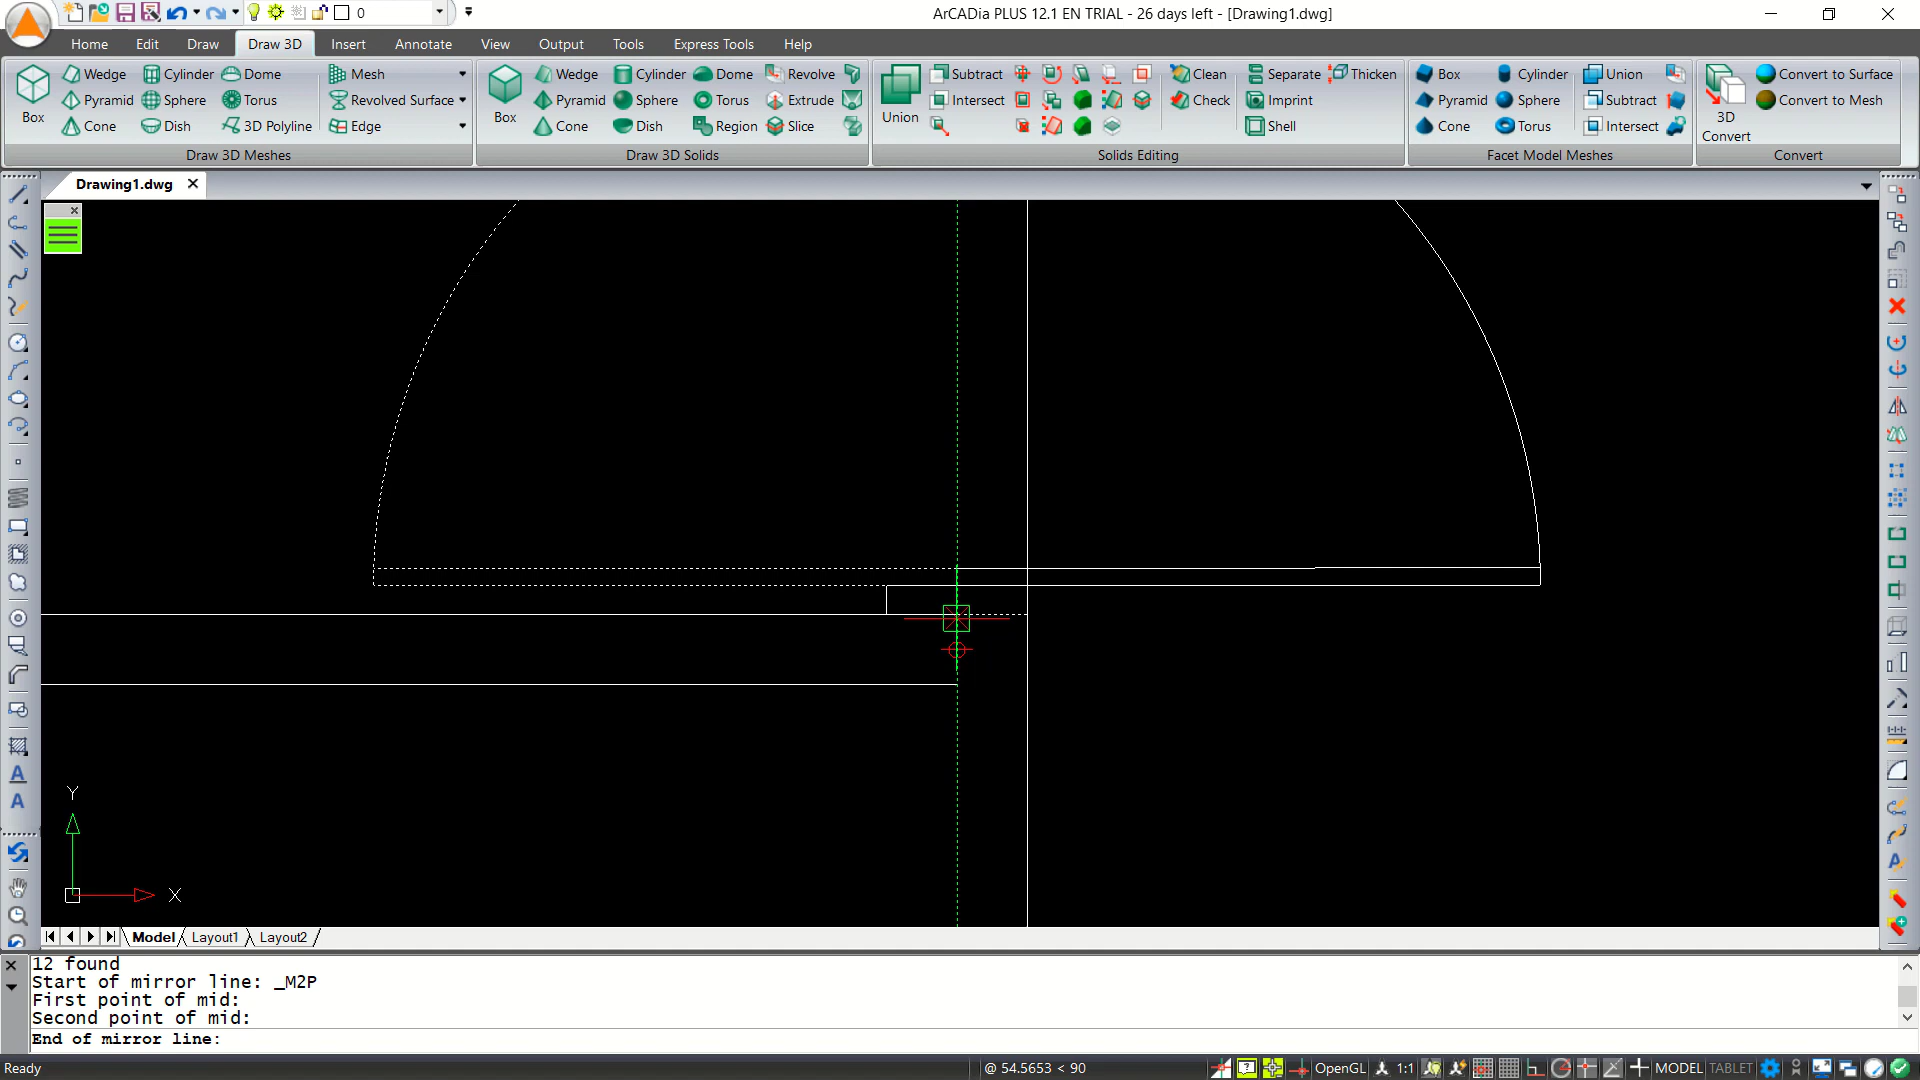 0
ArCADia PLUS 12.1 EN TRIAL - 26 days left - [Drawing1.dwg]
Home Edit Draw Draw 3D Insert Annotate View Output Tools Express Tools Help
Wedge Cylinder Dome Mesh Wedge Cylinder Dome Revolve Subtract Clean Separate Thicken Box Cylinder Union Convert to Surface
Pyramid Sphere Torus Revolved Surface Pyramid Sphere Torus Extrude Intersect Check Imprint Pyramid Sphere Subtract Convert to Mesh
Box Box Union 3D
Cone Dish 3D Polyline Edge Cone Dish Region Slice Shell Cone Torus Intersect Convert
Draw 3D Meshes Draw 3D Solids Solids Editing Facet Model Meshes Convert
Drawing1.dwg
Y
X
Model Layout1 Layout2
12 found
Start of mirror line: _M2P
First point of mid:
Second point of mid:
End of mirror line:
Ready @ 54.5653 < 90 OpenGL 1:1 MODEL TABLET